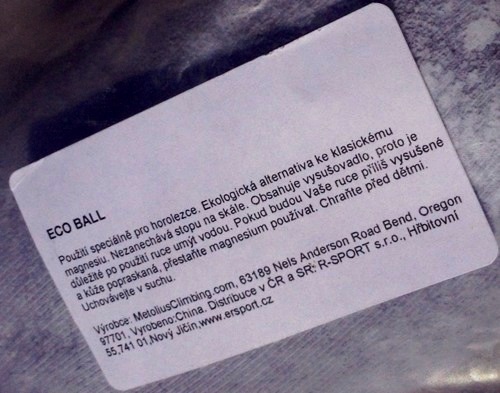 ECO BALL
Použití speciálně pro horolezce. Ekologická alternativa ke klasickému
magnesiu. Nezanechává stopu na skále. Obsahuje vysušovadlo, proto je
důležité po použití ruce umýt vodou. Pokud budou Vaše ruce příliš vysušené
a kůže popraskaná, přestaňte magnesium používat. Chraňte před dětmi.
Uchovávejte v suchu.
Výrobce: MetoliusClimbing.com, 63189 Nels Anderson Road Bend, Oregon
97701. Vyrobeno:China. Distribuce v ČR a SR: R-SPORT s.r.o., Hřbitovní
55,741 01,Nový Jičín,www.ersport.cz